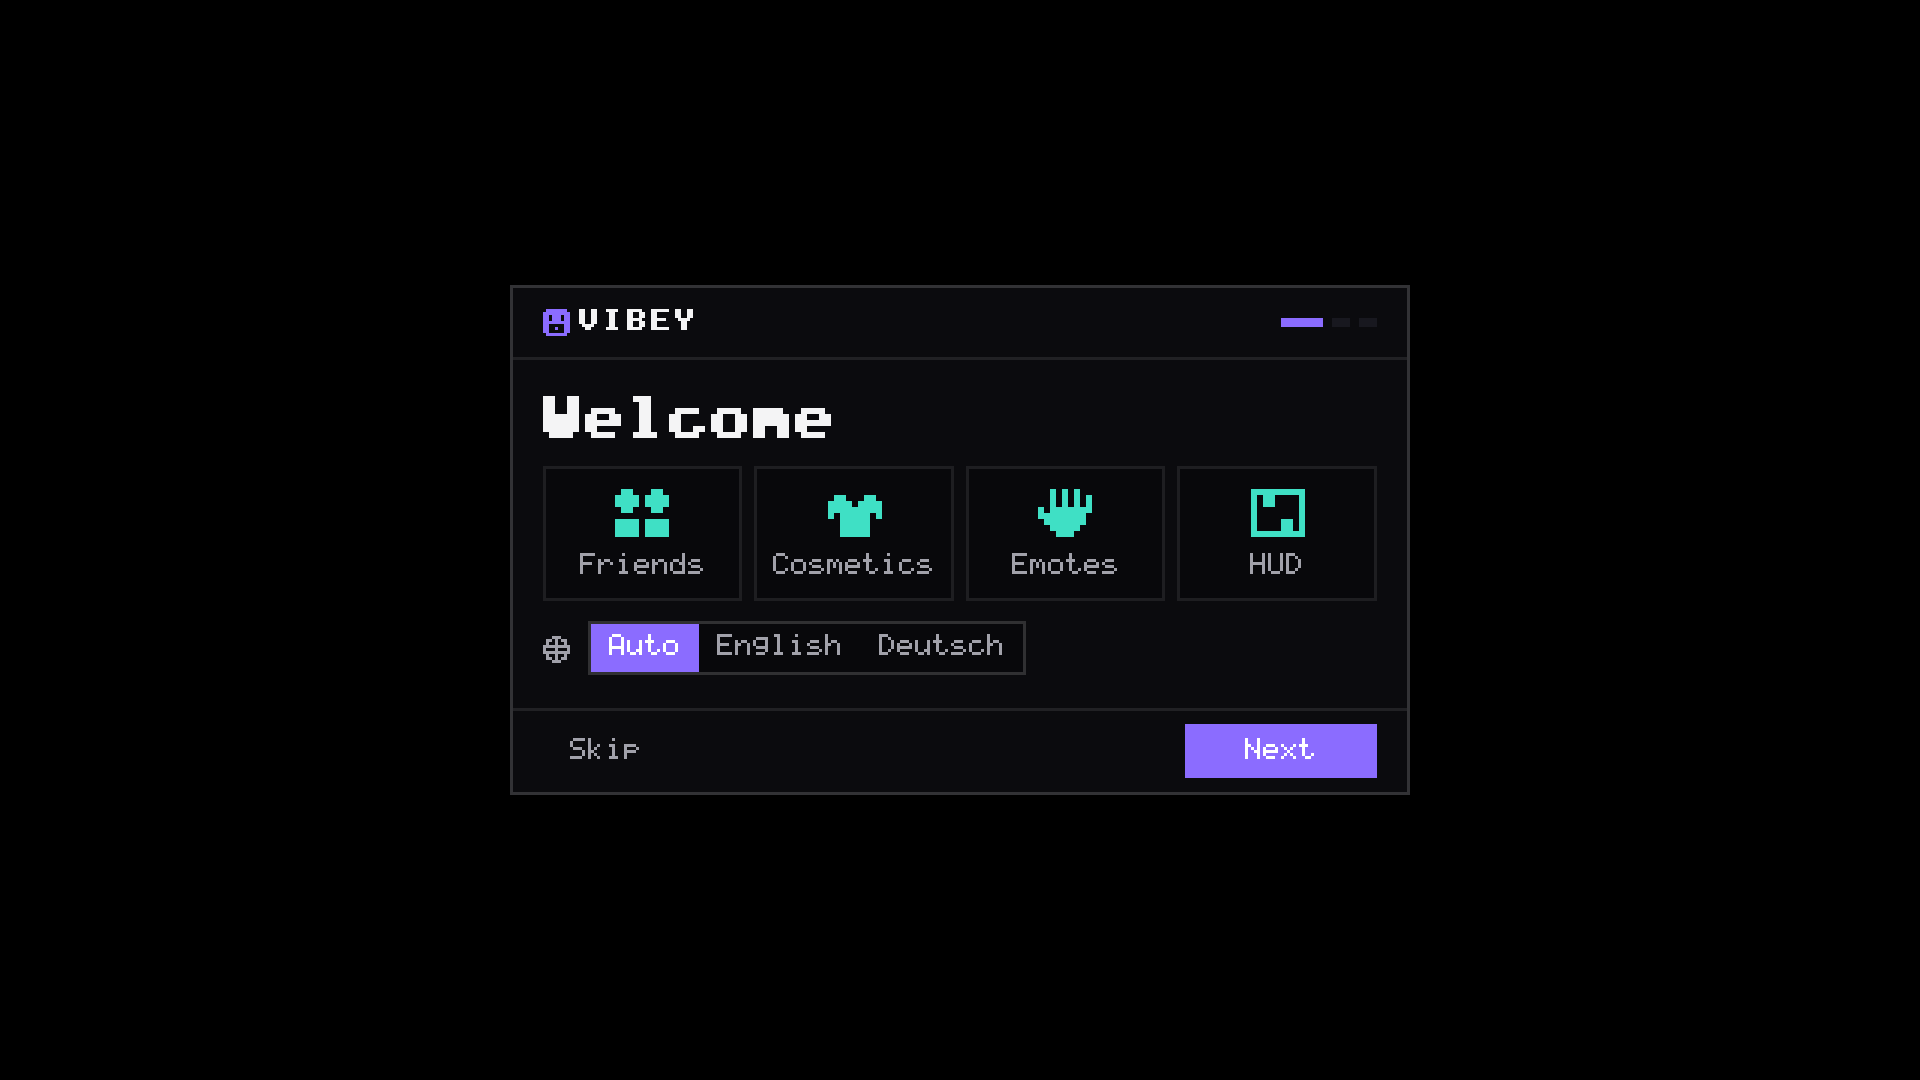 VIBEY
Welcome
Friends Cosmetics Emotes HUD
Auto English Deutsch
Skip Next